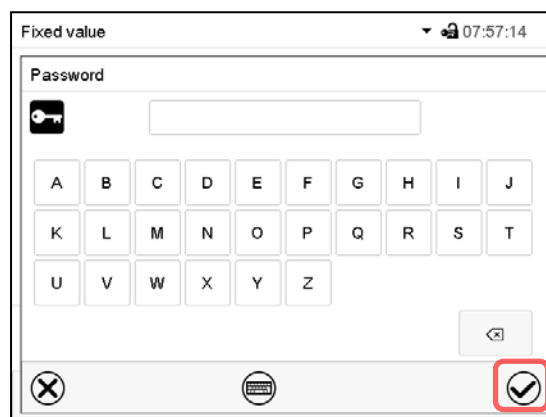 Fixed value 07:57:14
Password
A B C D E F G H I J
K L M N O P Q R S T
U V W X Y Z